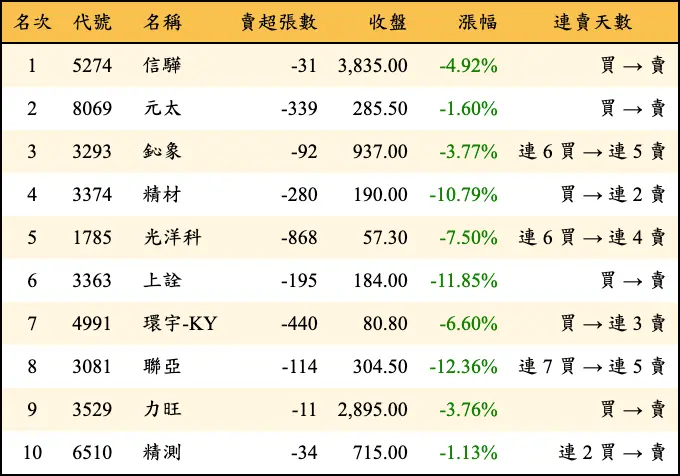 名次 代號 名稱 賣超張數 收盤 漲幅 連賣天數
1 5274 信驊 -31 3,835.00 -4.92% 買 → 賣
2 8069 元太 -339 285.50 -1.60% 買 → 賣
3 3293 鈊象 -92 937.00 -3.77% 連 6 買 → 連 5 賣
4 3374 精材 -280 190.00 -10.79% 買 → 連 2 賣
5 1785 光洋科 -868 57.30 -7.50% 連 6 買 → 連 4 賣
6 3363 上詮 -195 184.00 -11.85% 買 → 賣
7 4991 環宇-KY -440 80.80 -6.60% 買 → 連 3 賣
8 3081 聯亞 -114 304.50 -12.36% 連 7 買 → 連 5 賣
9 3529 力旺 -11 2,895.00 -3.76% 買 → 賣
10 6510 精測 -34 715.00 -1.13% 連 2 買 → 賣